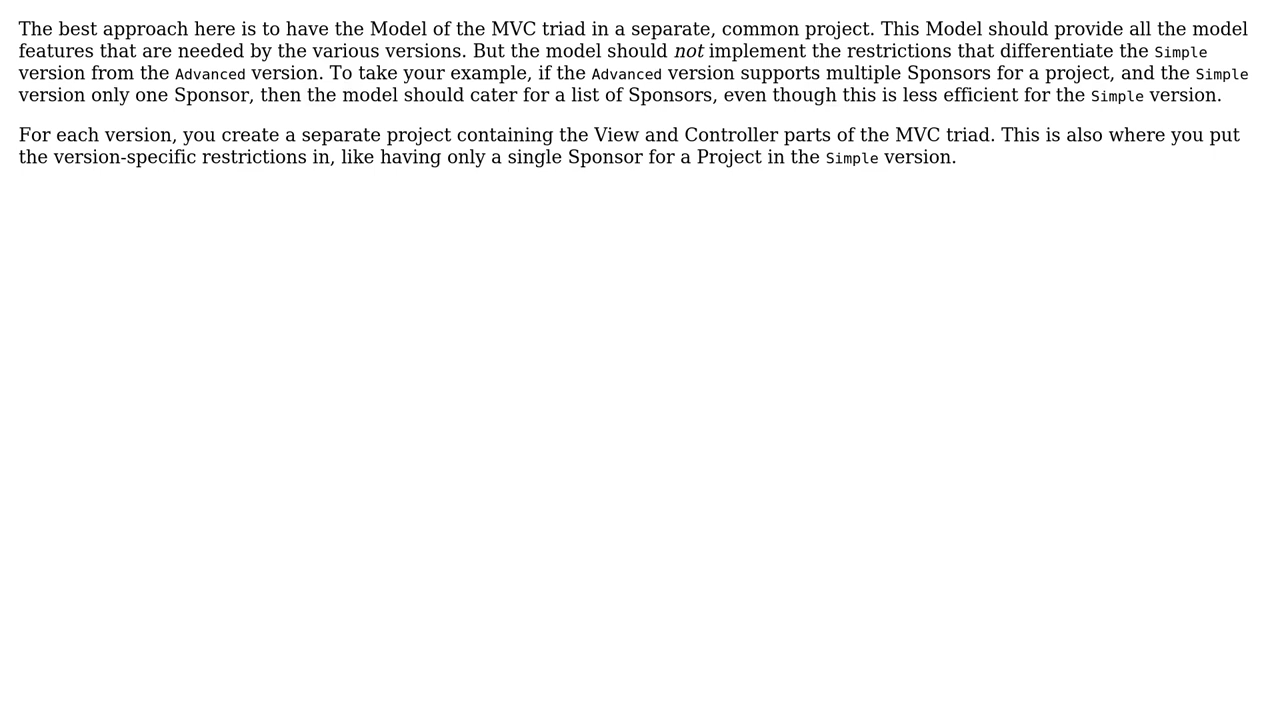 The best approach here is to have the Model of the MVC triad in a separate, common project. This Model should provide all the model
features that are needed by the various versions. But the model should not implement the restrictions that differentiate the Simple
version from the Advanced version. To take your example, if the Advanced version supports multiple Sponsors for a project, and the Simple
version only one Sponsor, then the model should cater for a list of Sponsors, even though this is less efficient for the Simple version.
For each version, you create a separate project containing the View and Controller parts of the MVC triad. This is also where you put
the version-specific restrictions in, like having only a single Sponsor for a Project in the Simple version.